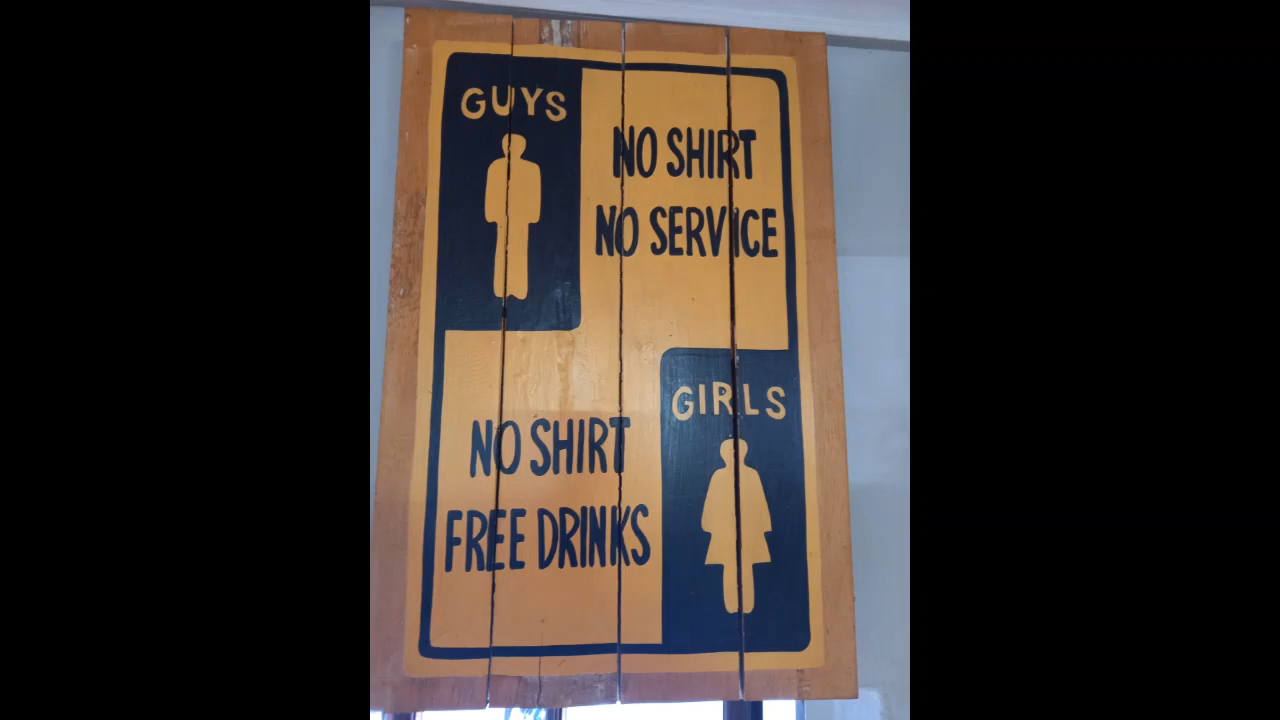 GUYS
NO SHIRT
NO SERVICE
NO SHIRT
FREE DRINKS
GIRLS